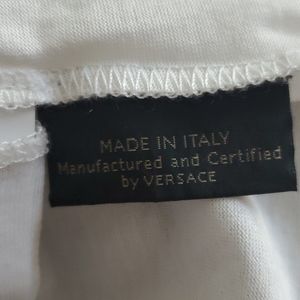 MADE IN ITALY
Manufactured and Certified
by VERSACE